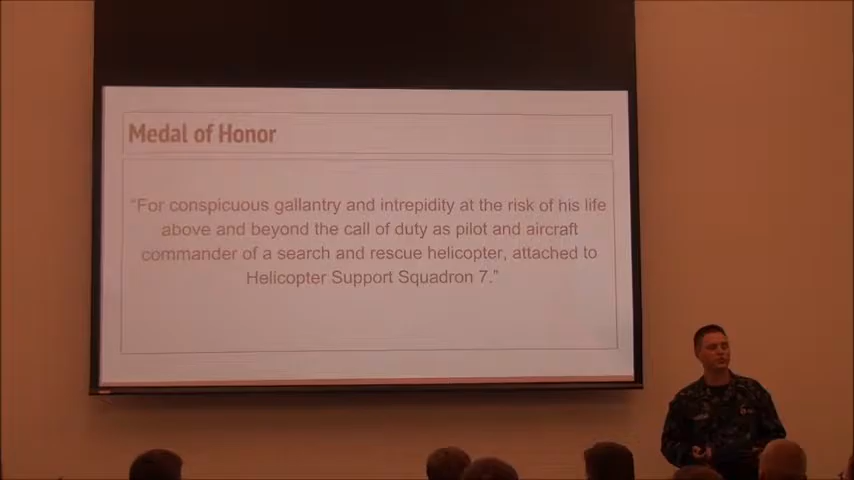 Medal of Honor
“For conspicuous gallantry and intrepidity at the risk of his life
above and beyond the call of duty as pilot and aircraft
commander of a search and rescue helicopter, attached to
Helicopter Support Squadron 7.”